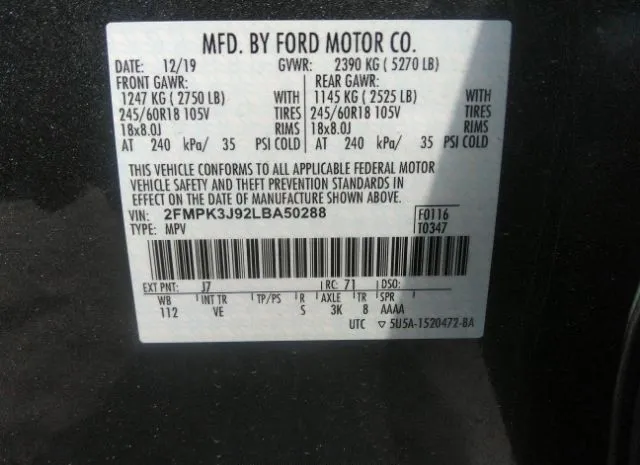 MFD. BY FORD MOTOR CO.
DATE: 12/19 GVWR: 2390 KG ( 5270 LB)
FRONT GAWR: REAR GAWR:
1247 KG ( 2750 LB) WITH 1145 KG ( 2525 LB) WITH
245/60R18 105V TIRES 245/60R18 105V TIRES
18x8.0J RIMS 18x8.0J RIMS
AT 240 kPa/ 35 PSI COLD AT 240 kPa/ 35 PSI COLD
THIS VEHICLE CONFORMS TO ALL APPLICABLE FEDERAL MOTOR
VEHICLE SAFETY AND THEFT PREVENTION STANDARDS IN
EFFECT ON THE DATE OF MANUFACTURE SHOWN ABOVE.
VIN: 2FMPK3J92LBA50288 F0116
TYPE: MPV T0347
EXT PNT: J7 RC: 71 DSO:
WB INT TR TP/PS R AXLE TR SPR
112 VE S 3K 8 AAAA
UTC 5U5A-1520472-BA